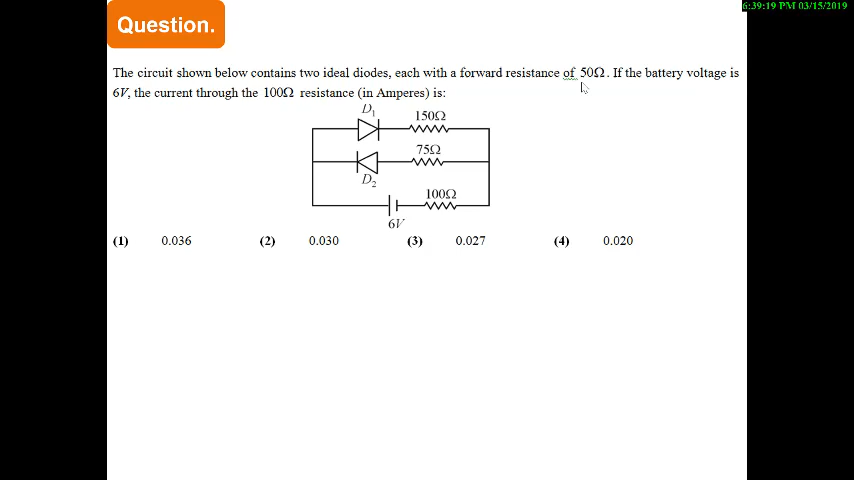 6:39:19 PM 03/15/2019
Question.
The circuit shown below contains two ideal diodes, each with a forward resistance of 50Ω. If the battery voltage is
6V, the current through the 100Ω resistance (in Amperes) is:
D₁
150Ω
75Ω
D₂
100Ω
6V
(1) 0.036 (2) 0.030 (3) 0.027 (4) 0.020